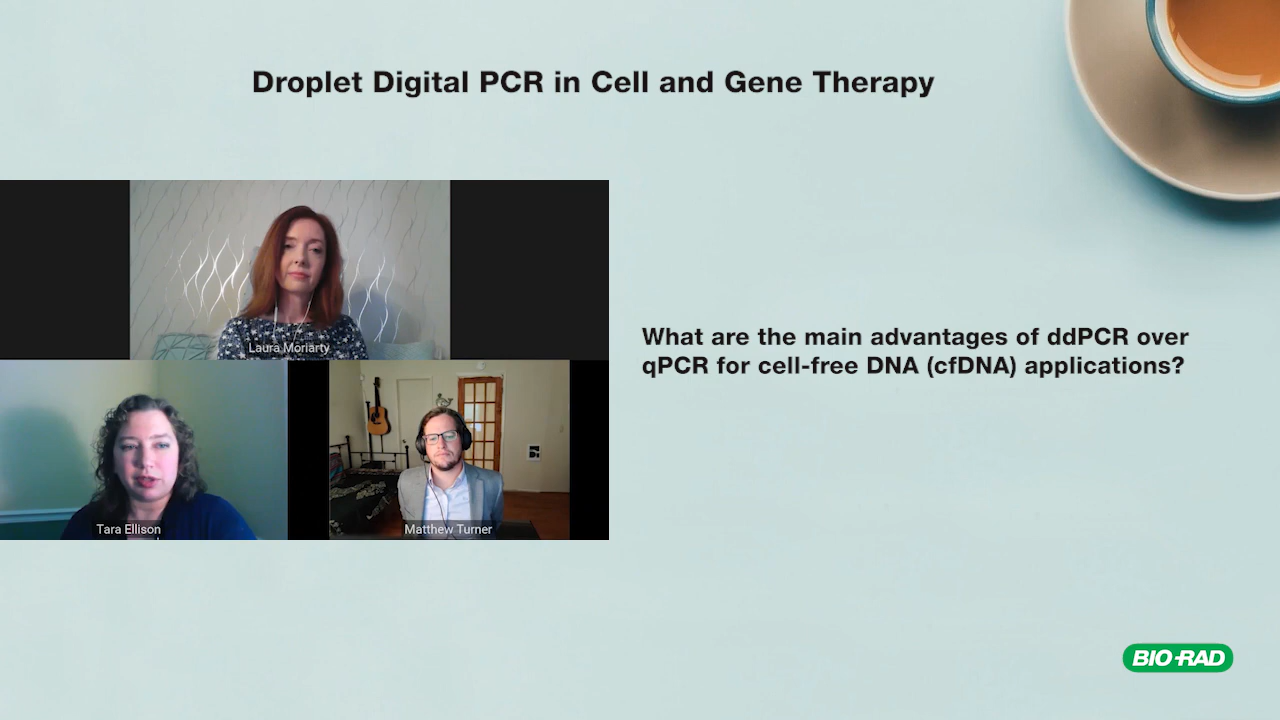 Droplet Digital PCR in Cell and Gene Therapy
Laura Moriarty
What are the main advantages of ddPCR over
qPCR for cell-free DNA (cfDNA) applications?
Tara Ellison
Matthew Turner
BIO-RAD